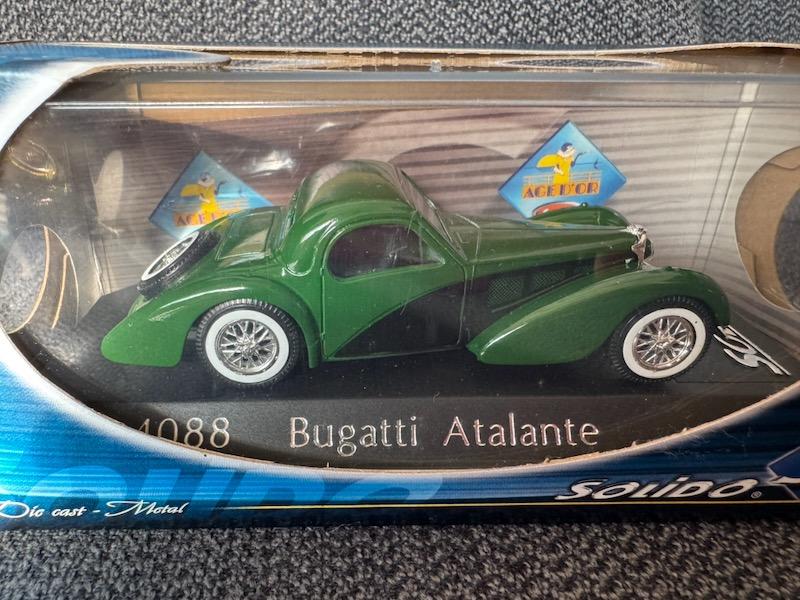 AGE D'OR
AGE D'OR
4088 Bugatti Atalante
SOLIDO®
Die cast - Metal